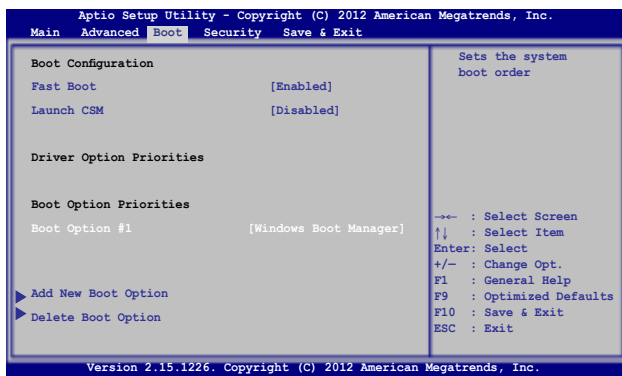 Aptio Setup Utility - Copyright (C) 2012 American Megatrends, Inc.
Main Advanced Boot Security Save & Exit
Boot Configuration
Fast Boot [Enabled]
Launch CSM [Disabled]
Driver Option Priorities
Boot Option Priorities
Boot Option #1 [Windows Boot Manager]
Add New Boot Option
Delete Boot Option
Sets the system
boot order
→← : Select Screen
↑↓ : Select Item
Enter: Select
+/— : Change Opt.
F1 : General Help
F9 : Optimized Defaults
F10 : Save & Exit
ESC : Exit
Version 2.15.1226. Copyright (C) 2012 American Megatrends, Inc.